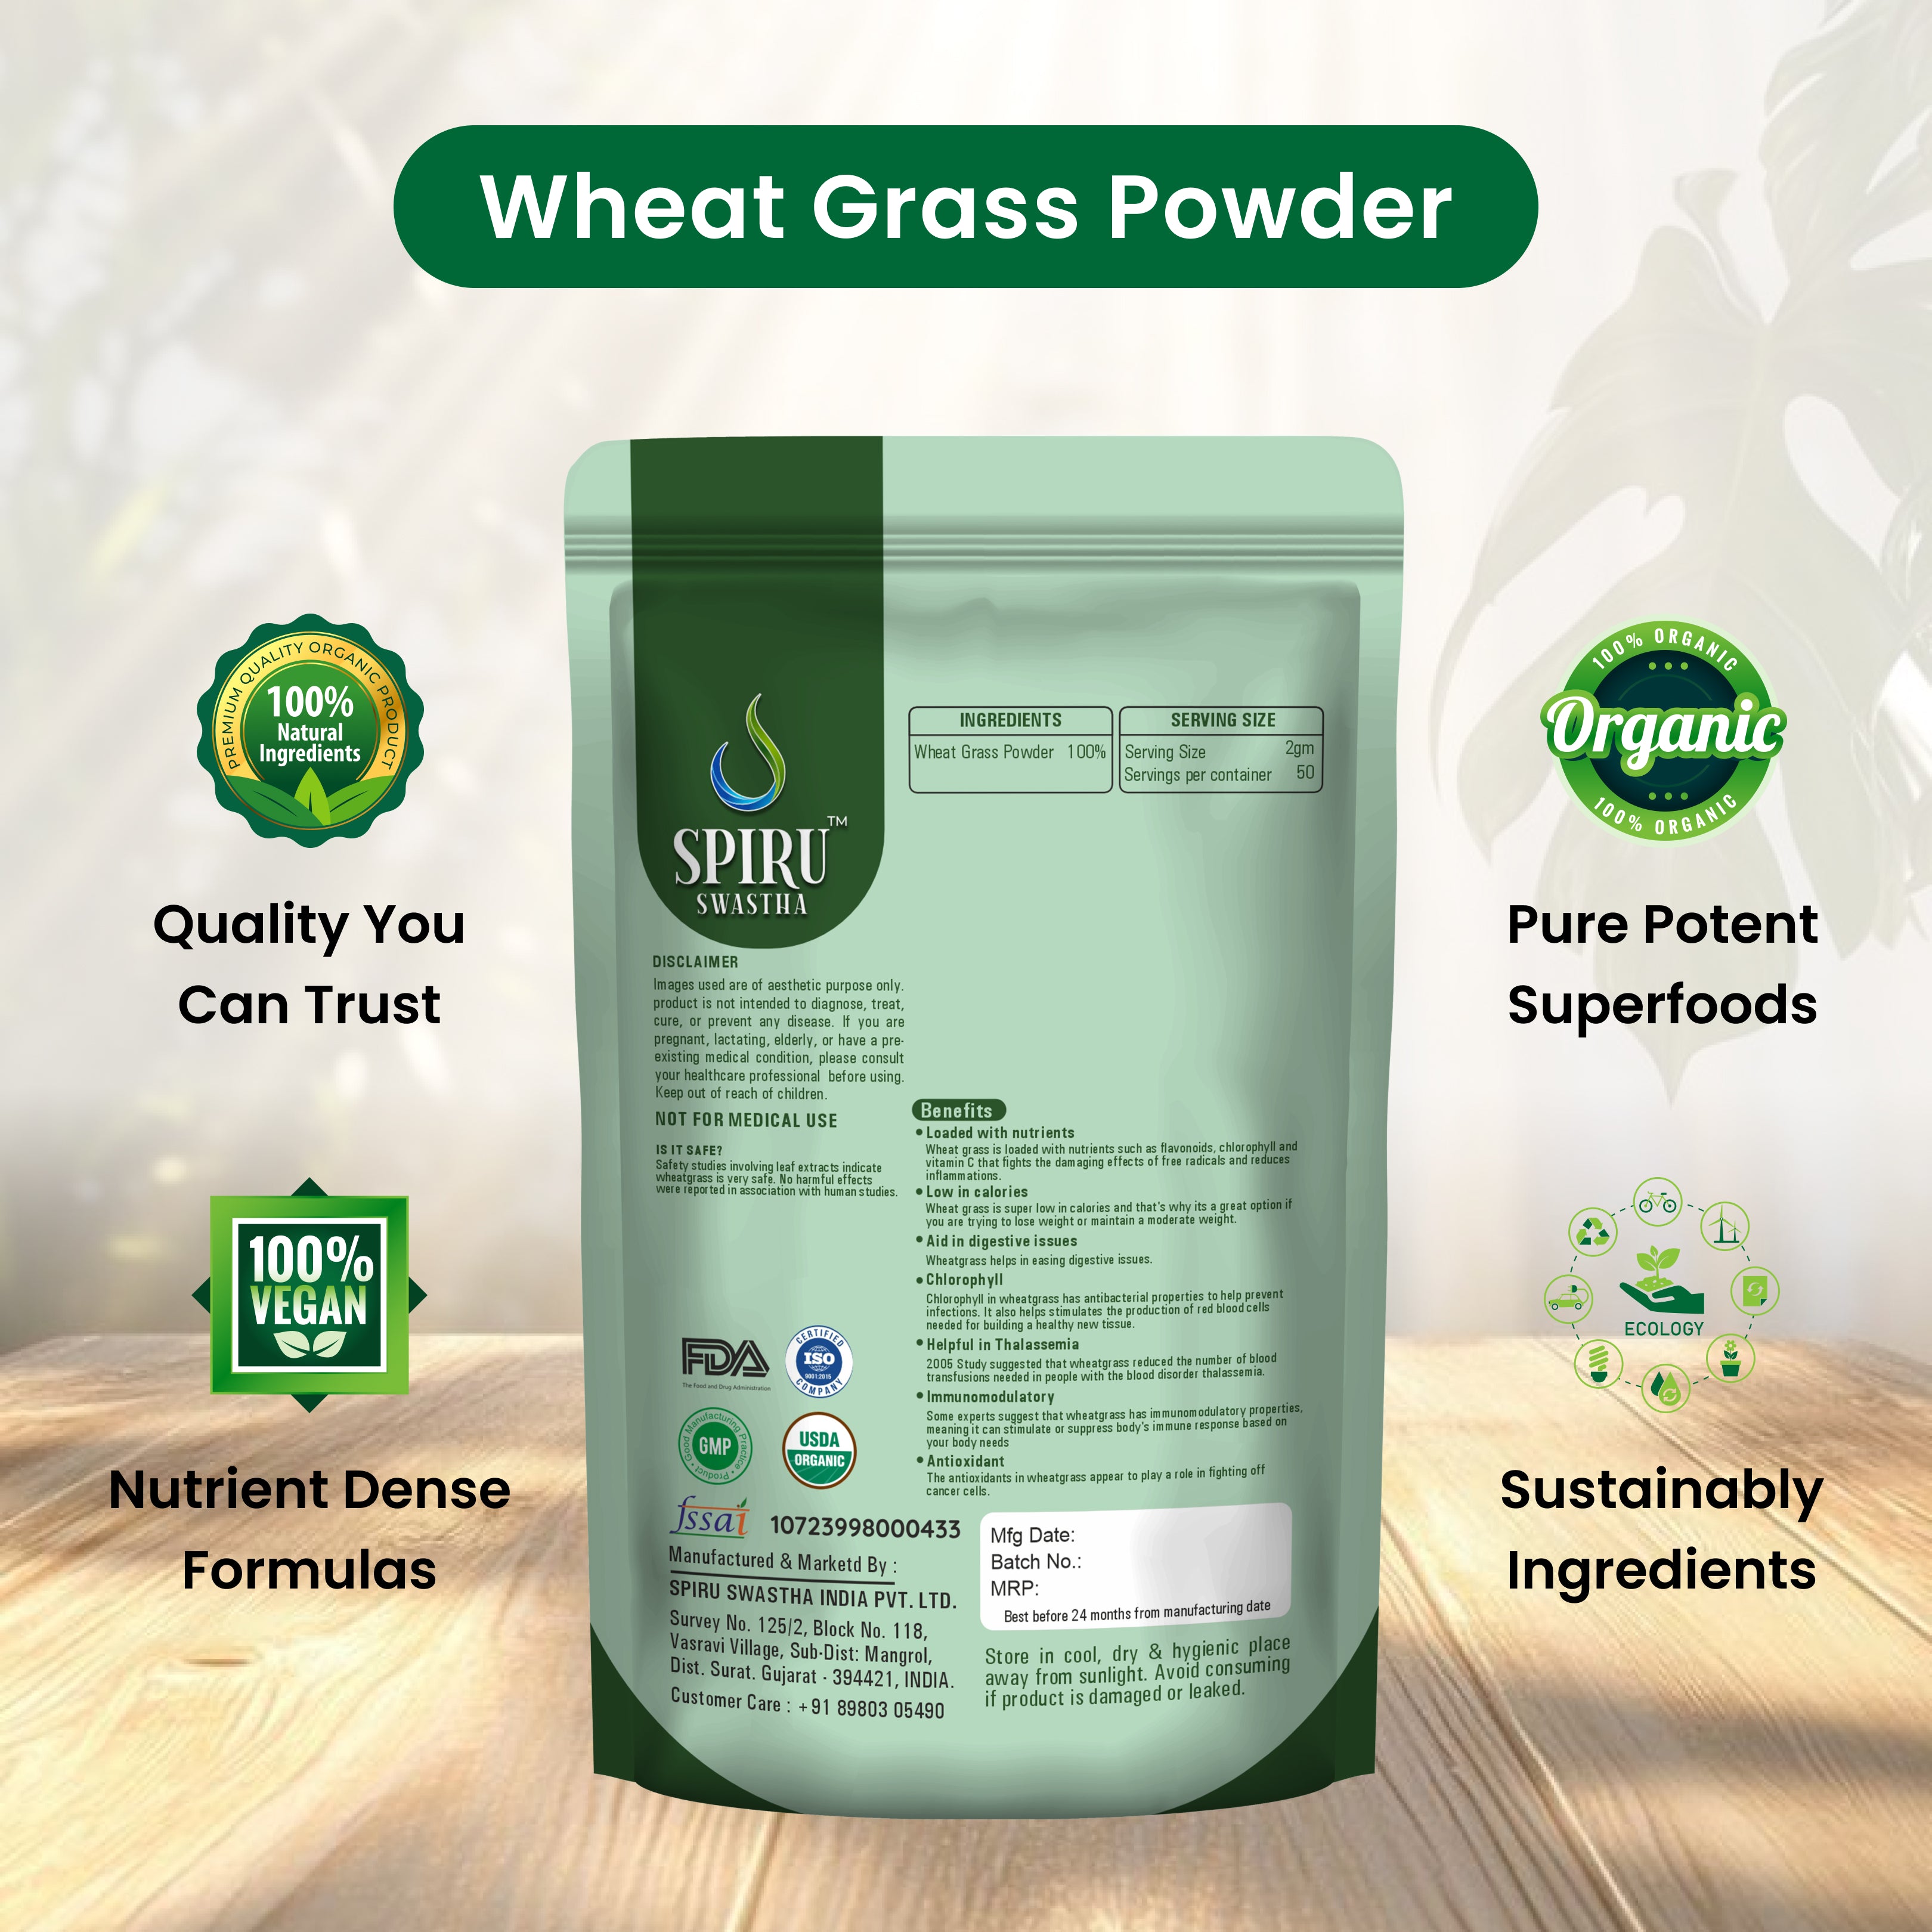 Wheat Grass Powder
PREMIUM QUALITY ORGANIC PRODUCT
100%
Natural
Ingredients
Quality You
Can Trust
100%
VEGAN
Nutrient Dense
Formulas
SPIRU
TM
SWASTHA
INGREDIENTS
Wheat Grass Powder 100%
SERVING SIZE
Serving Size 2gm
Servings per container 50
DISCLAIMER
Images used are of aesthetic purpose only.
product is not intended to diagnose, treat,
cure, or prevent any disease. If you are
pregnant, lactating, elderly, or have a pre-
existing medical condition, please consult
your healthcare professional before using.
Keep out of reach of children.
NOT FOR MEDICAL USE
IS IT SAFE?
Safety studies involving leaf extracts indicate
wheatgrass is very safe. No harmful effects
were reported in association with human studies.
Benefits
• Loaded with nutrients
Wheat grass is loaded with nutrients such as flavonoids, chlorophyll and
vitamin C that fights the damaging effects of free radicals and reduces
inflammations.
• Low in calories
Wheat grass is super low in calories and that's why its a great option if
you are trying to lose weight or maintain a moderate weight.
• Aid in digestive issues
Wheatgrass helps in easing digestive issues.
• Chlorophyll
Chlorophyll in wheatgrass has antibacterial properties to help prevent
infections. It also helps stimulates the production of red blood cells
needed for building a healthy new tissue.
• Helpful in Thalassemia
2005 Study suggested that wheatgrass reduced the number of blood
transfusions needed in people with the blood disorder thalassemia.
• Immunomodulatory
Some experts suggest that wheatgrass has immunomodulatory properties,
meaning it can stimulate or suppress body's immune response based on
your body needs
• Antioxidant
The antioxidants in wheatgrass appear to play a role in fighting off
cancer cells.
FDA
The Food and Drug Administration
CERTIFIED
ISO
9001:2015
COMPANY
Good Manufacturing Practice • Product •
GMP
USDA
ORGANIC
fssai
10723998000433
Manufactured & Marketd By :
SPIRU SWASTHA INDIA PVT. LTD.
Survey No. 125/2, Block No. 118,
Vasravi Village, Sub-Dist: Mangrol,
Dist. Surat. Gujarat - 394421, INDIA.
Customer Care : +91 89803 05490
Mfg Date:
Batch No.:
MRP:
Best before 24 months from manufacturing date
Store in cool, dry & hygienic place
away from sunlight. Avoid consuming
if product is damaged or leaked.
100% ORGANIC
Organic
100% ORGANIC
Pure Potent
Superfoods
ECOLOGY
Sustainably
Ingredients